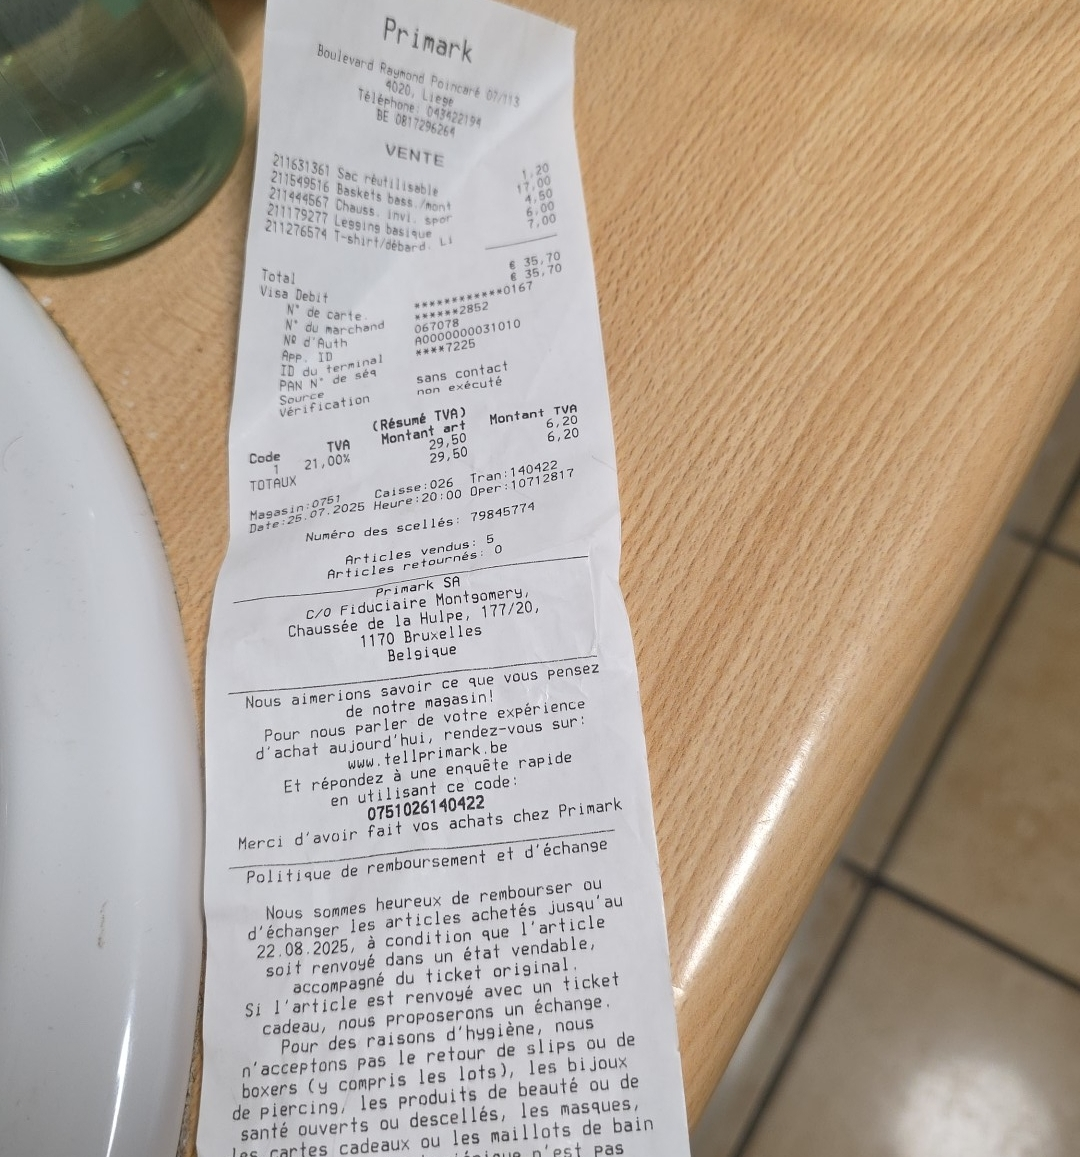 Primark
Boulevard Raymond Poincaré 07/113
4020, Liege
Téléphone: 043422194
BE 0817296264
VENTE
211631361 Sac réutilisable 1,20
211549516 Baskets bass./mont 17,00
211444567 Chauss. invi. spor 4,50
211179277 Legging basique 6,00
211276574 T-shirt/débard. Li 7,00
Total € 35,70
Visa Debit € 35,70
N° de carte. ************0167
N° du marchand ******2852
Nº d'Auth 067078
App. ID A0000000031010
ID du terminal ****7225
PAN N° de séq
Source sans contact
Vérification non exécuté
(Résumé TVA)
Code TVA Montant art Montant TVA
1 21,00% 29,50 6,20
TOTAUX 29,50 6,20
Magasin:0751 Caisse:026 Tran:140422
Date:25.07.2025 Heure:20:00 Oper:10712817
Numéro des scellés: 79845774
Articles vendus: 5
Articles retournés: 0
Primark SA
C/O Fiduciaire Montgomery,
Chaussée de la Hulpe, 177/20,
1170 Bruxelles
Belgique
Nous aimerions savoir ce que vous pensez
de notre magasin!
Pour nous parler de votre expérience
d'achat aujourd'hui, rendez-vous sur:
www.tellprimark.be
Et répondez à une enquête rapide
en utilisant ce code:
0751026140422
Merci d'avoir fait vos achats chez Primark
Politique de remboursement et d'échange
Nous sommes heureux de rembourser ou
d'échanger les articles achetés jusqu'au
22.08.2025, à condition que l'article
soit renvoyé dans un état vendable,
accompagné du ticket original.
Si l'article est renvoyé avec un ticket
cadeau, nous proposerons un échange.
Pour des raisons d'hygiène, nous
n'acceptons pas le retour de slips ou de
boxers (y compris les lots), les bijoux
de piercing, les produits de beauté ou de
santé ouverts ou descellés, les masques,
les cartes cadeaux ou les maillots de bain
n'est pas